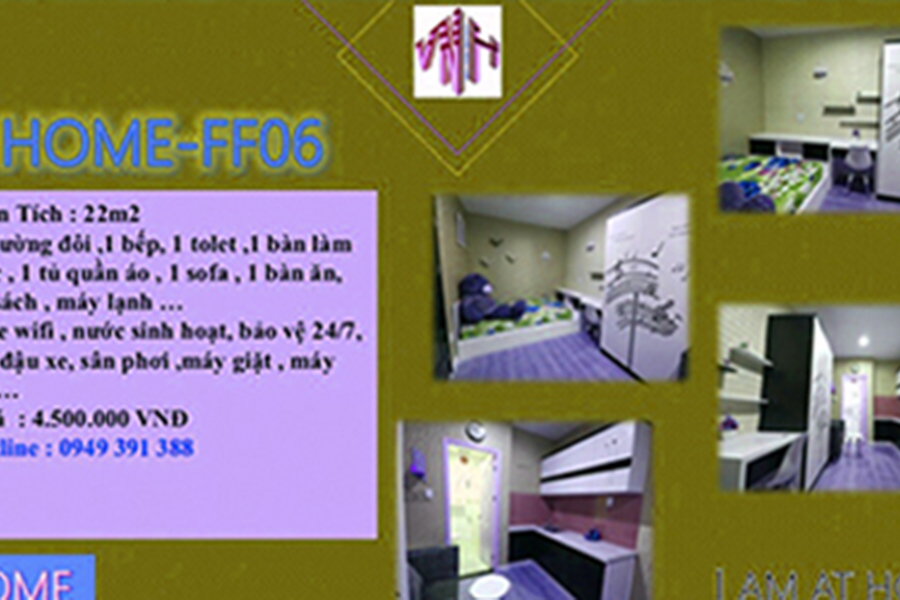 HOME-FF06
n Tích : 22m2
ường đôi ,1 bếp, 1 tolet ,1 bàn làm
, 1 tủ quần áo , 1 sofa , 1 bàn ăn,
sách , máy lạnh …
c wifi , nước sinh hoạt, bảo vệ 24/7,
đậu xe, sân phơi ,máy giặt , máy
…
á : 4.500.000 VNĐ
line : 0949 391 388
OME
I AM AT HO